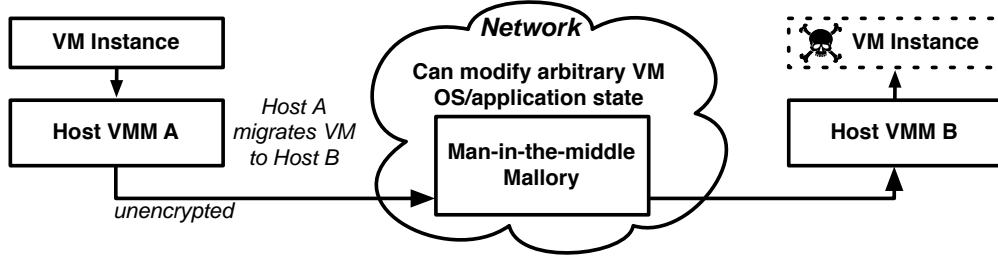 VM Instance
Host VMM A
Host A
migrates VM
to Host B
unencrypted
Network
Can modify arbitrary VM
OS/application state
Man-in-the-middle
Mallory
VM Instance
Host VMM B